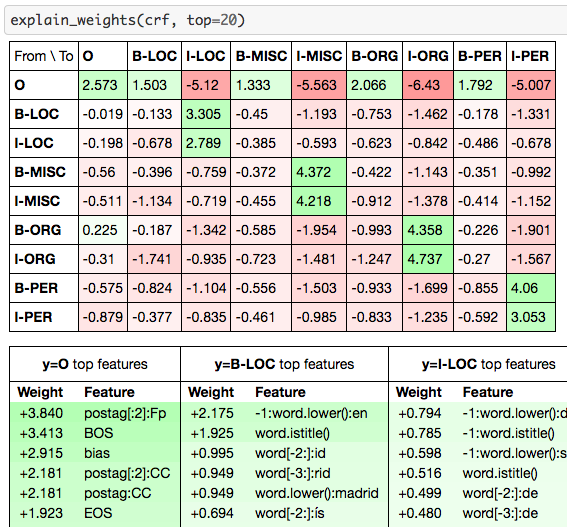 explain_weights(crf, top=20)
From \ To O B-LOC I-LOC B-MISC I-MISC B-ORG I-ORG B-PER I-PER
O 2.573 1.503 -5.12 1.333 -5.563 2.066 -6.43 1.792 -5.007
B-LOC -0.019 -0.133 3.305 -0.45 -1.193 -0.753 -1.462 -0.178 -1.331
I-LOC -0.198 -0.678 2.789 -0.385 -0.593 -0.623 -0.842 -0.486 -0.678
B-MISC -0.56 -0.396 -0.759 -0.372 4.372 -0.422 -1.143 -0.351 -0.992
I-MISC -0.511 -1.134 -0.719 -0.455 4.218 -0.912 -1.378 -0.414 -1.152
B-ORG 0.225 -0.187 -1.342 -0.585 -1.954 -0.993 4.358 -0.226 -1.901
I-ORG -0.31 -1.741 -0.935 -0.723 -1.481 -1.247 4.737 -0.27 -1.567
B-PER -0.575 -0.824 -1.104 -0.556 -1.503 -0.933 -1.699 -0.855 4.06
I-PER -0.879 -0.377 -0.835 -0.461 -0.985 -0.833 -1.235 -0.592 3.053
y=O top features y=B-LOC top features y=I-LOC top features
Weight Feature Weight Feature Weight Feature
+3.840 postag[:2]:Fp +2.175 -1:word.lower():en +0.794 -1:word.lower():d
+3.413 BOS +1.925 word.istitle() +0.785 -1:word.istitle()
+2.915 bias +0.995 word[-2:]:id +0.598 -1:word.lower():s
+2.181 postag[:2]:CC +0.949 word[-3:]:rid +0.516 word.istitle()
+2.181 postag:CC +0.949 word.lower():madrid +0.499 word[-2:]:de
+1.923 EOS +0.694 word[-2:]:ís +0.480 word[-3:]:de